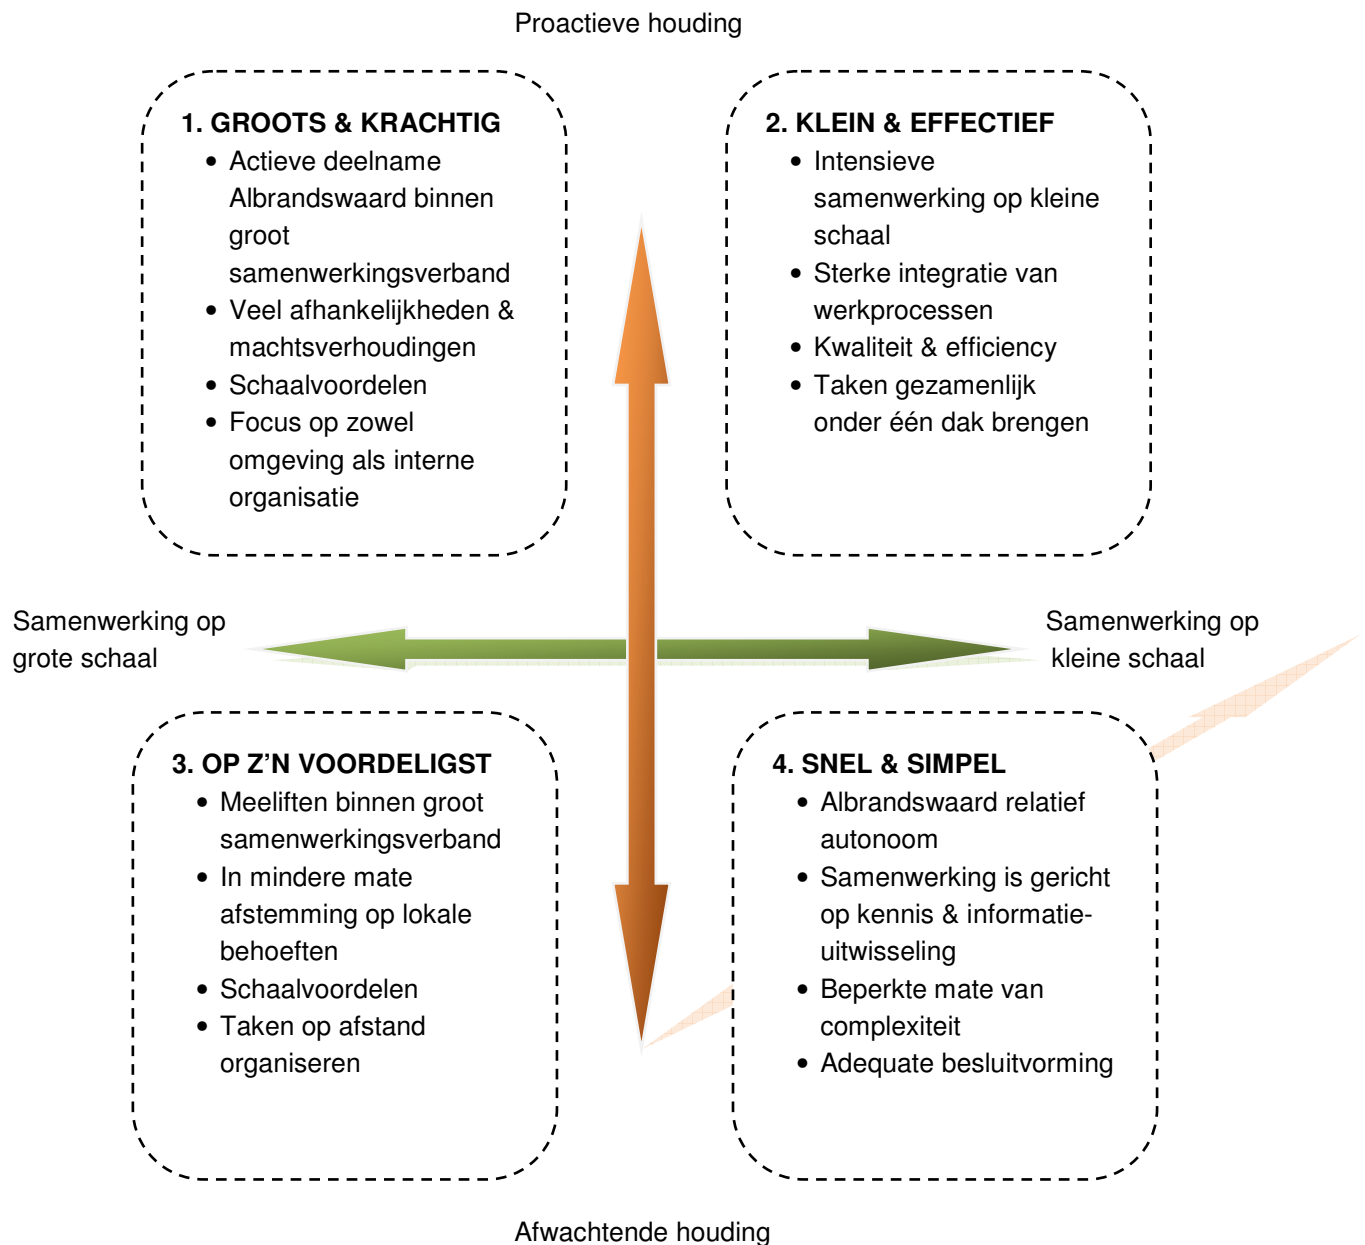 Proactieve houding
1. GROOTS & KRACHTIG
• Actieve deelname
Albrandswaard binnen
groot
samenwerkingsverband
• Veel afhankelijkheden &
machtsverhoudingen
• Schaalvoordelen
• Focus op zowel
omgeving als interne
organisatie
2. KLEIN & EFFECTIEF
• Intensieve
samenwerking op kleine
schaal
• Sterke integratie van
werkprocessen
• Kwaliteit & efficiency
• Taken gezamenlijk
onder één dak brengen
Samenwerking op
grote schaal
Samenwerking op
kleine schaal
3. OP Z’N VOORDELIGST
• Meeliften binnen groot
samenwerkingsverband
• In mindere mate
afstemming op lokale
behoeften
• Schaalvoordelen
• Taken op afstand
organiseren
4. SNEL & SIMPEL
• Albrandswaard relatief
autonoom
• Samenwerking is gericht
op kennis & informatie-
uitwisseling
• Beperkte mate van
complexiteit
• Adequate besluitvorming
Afwachtende houding